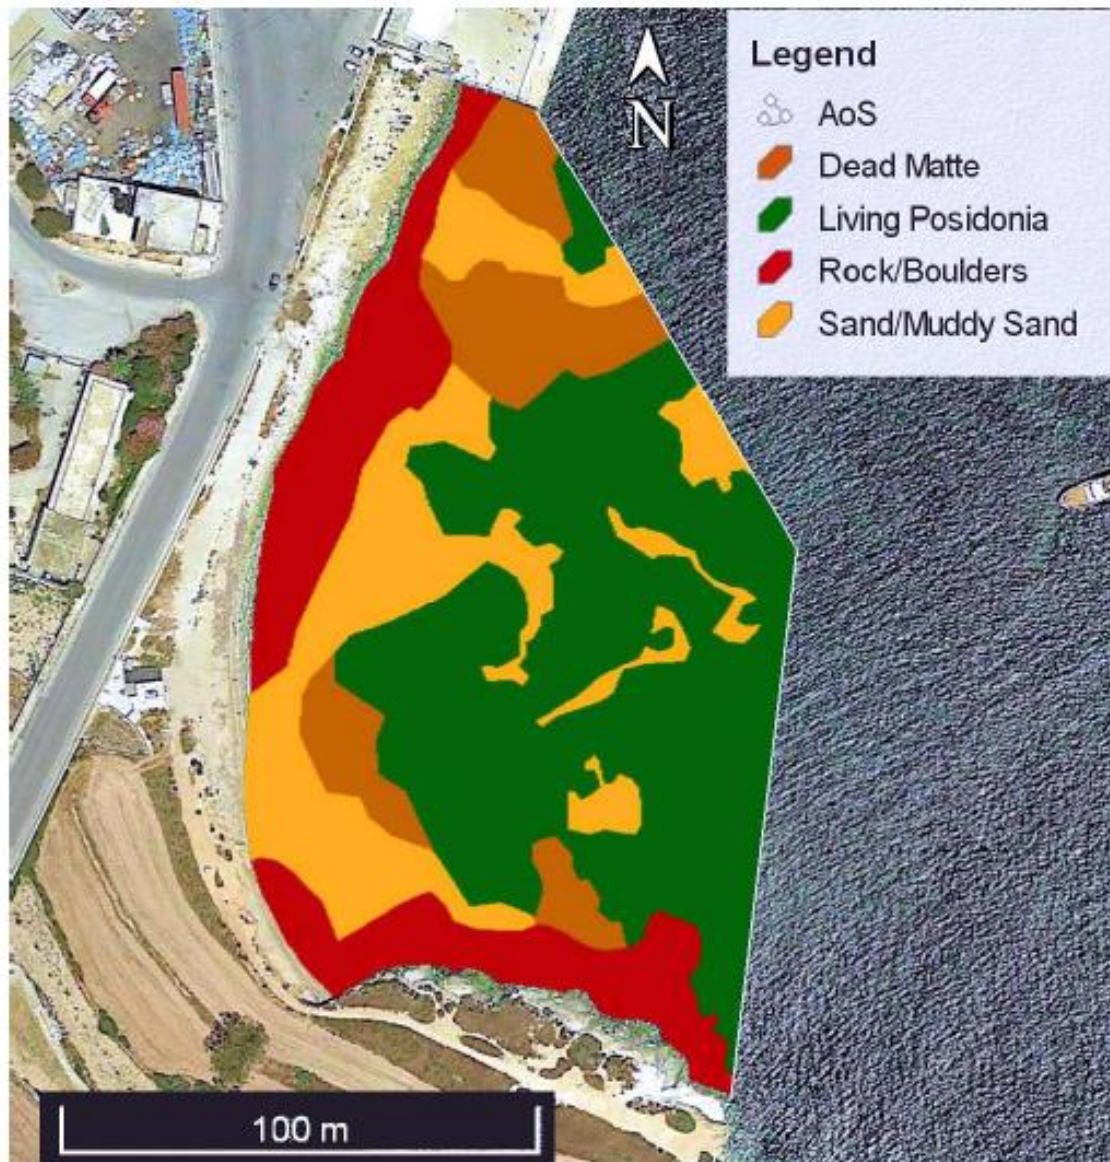 N
Legend
AoS
Dead Matte
Living Posidonia
Rock/Boulders
Sand/Muddy Sand
100 m